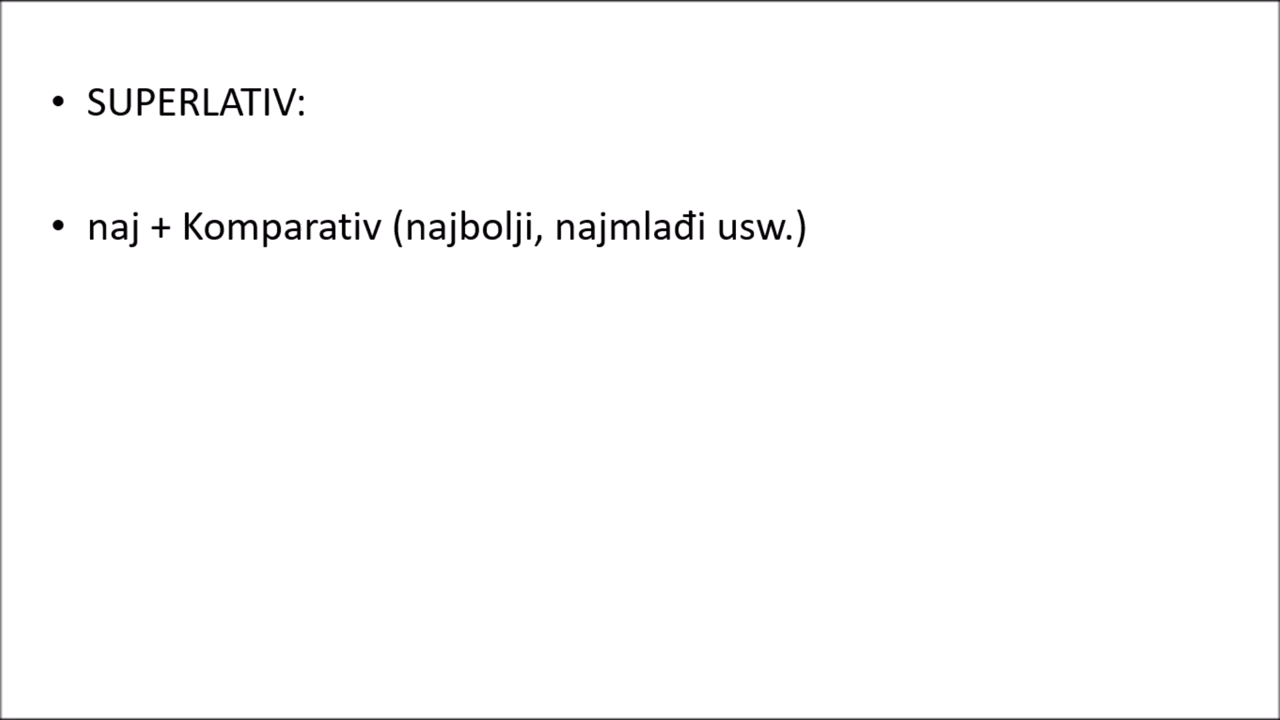 • SUPERLATIV:
• naj + Komparativ (najbolji, najmlađi usw.)